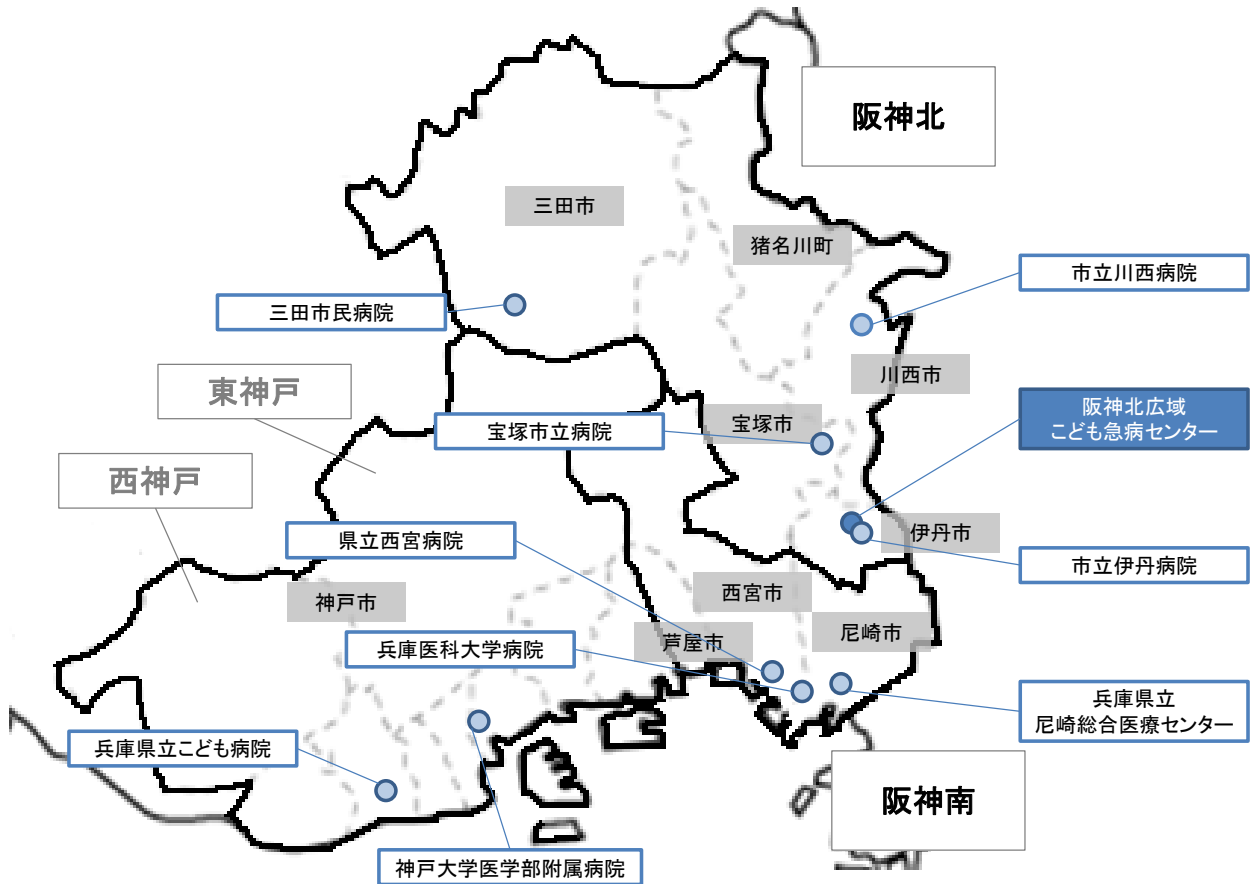 阪神北
三田市
猪名川町
市立川西病院
三田市民病院
川西市
東神戸
宝塚市
宝塚市立病院
阪神北広域
こども急病センター
西神戸
県立西宮病院
伊丹市
市立伊丹病院
西宮市
神戸市
尼崎市
芦屋市
兵庫医科大学病院
兵庫県立
尼崎総合医療センター
兵庫県立こども病院
阪神南
神戸大学医学部附属病院